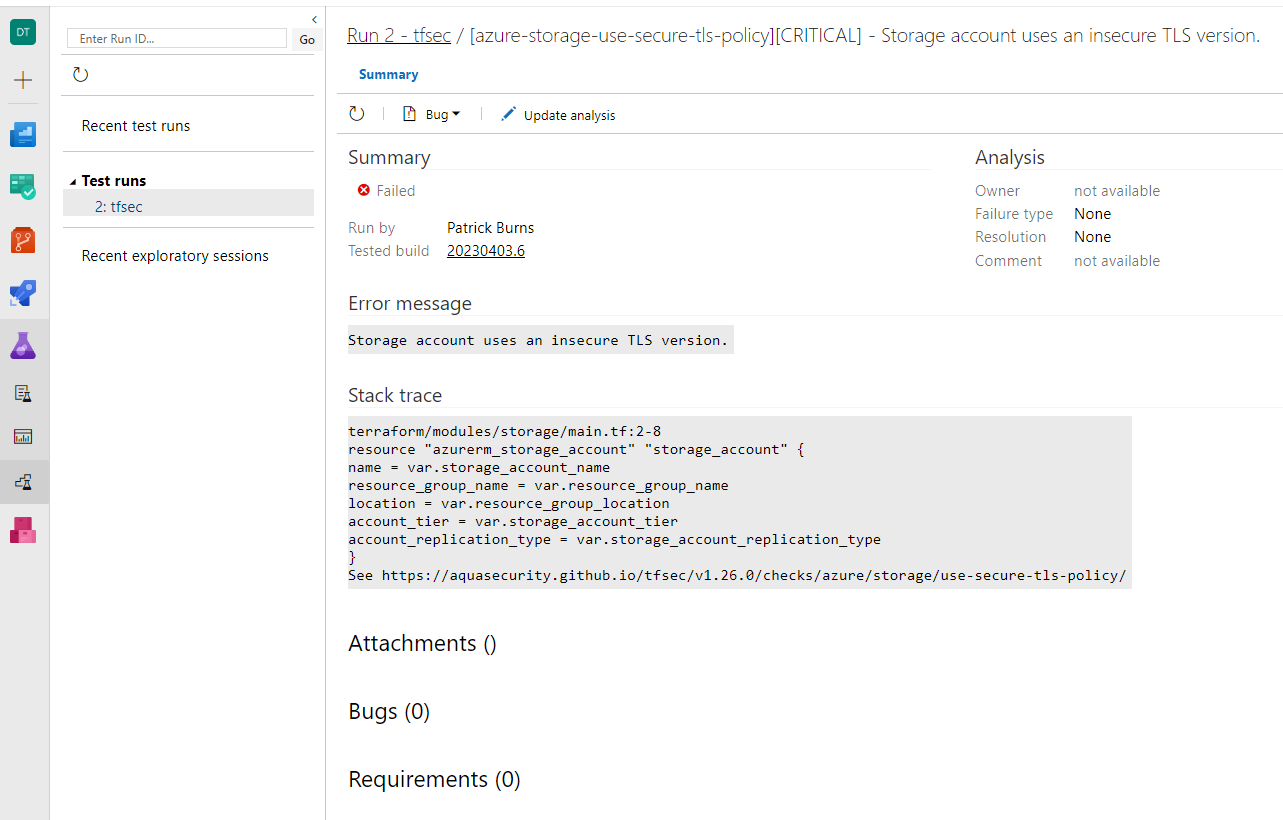 DT
Enter Run ID...
Go
Recent test runs
Test runs
2: tfsec
Recent exploratory sessions
Run 2 - tfsec / [azure-storage-use-secure-tls-policy][CRITICAL] - Storage account uses an insecure TLS version.
Summary
Bug
Update analysis
Summary
Failed
Run by Patrick Burns
Tested build 20230403.6
Analysis
Owner not available
Failure type None
Resolution None
Comment not available
Error message
Storage account uses an insecure TLS version.
Stack trace
terraform/modules/storage/main.tf:2-8
resource "azurerm_storage_account" "storage_account" {
name = var.storage_account_name
resource_group_name = var.resource_group_name
location = var.resource_group_location
account_tier = var.storage_account_tier
account_replication_type = var.storage_account_replication_type
}
See https://aquasecurity.github.io/tfsec/v1.26.0/checks/azure/storage/use-secure-tls-policy/
Attachments ()
Bugs (0)
Requirements (0)